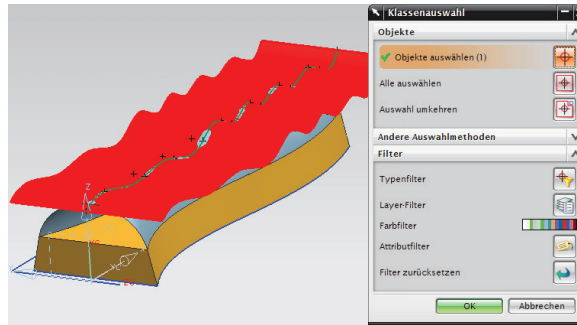 Klassenauswahl
Objekte
Objekte auswählen (1)
Alle auswählen
Auswahl umkehren
Andere Auswahlmethoden
Filter
Typenfilter
Layer-Filter
Farbfilter
Attributfilter
Filter zurücksetzen
OK Abbrechen
Z